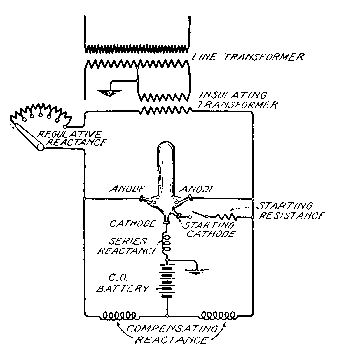 LINE TRANSFORMER
INSULATING
TRANSFORMER
REGULATIVE
REACTANCE
ANODE
ANODE
STARTING
RESISTANCE
CATHODE
STARTING
CATHODE
SERIES
REACTANCE
C.O.
BATTERY
COMPENSATING
REACTANCE